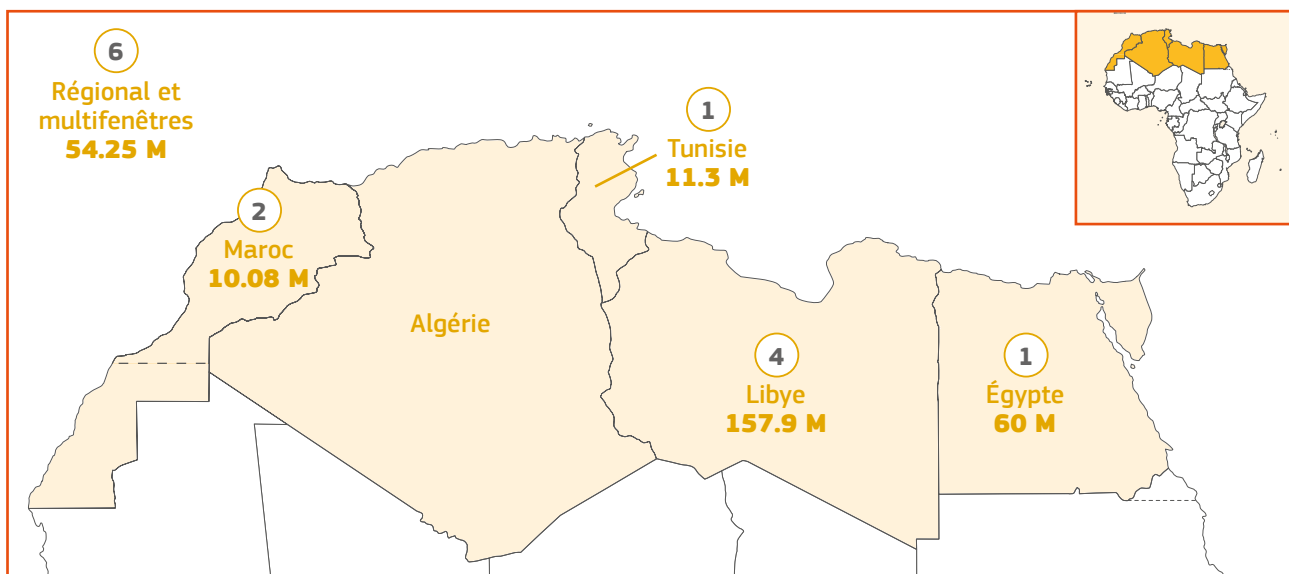 6
Régional et
multifenêtres
54.25 M
1
Tunisie
11.3 M
2
Maroc
10.08 M
Algérie
4
Libye
157.9 M
1
Égypte
60 M